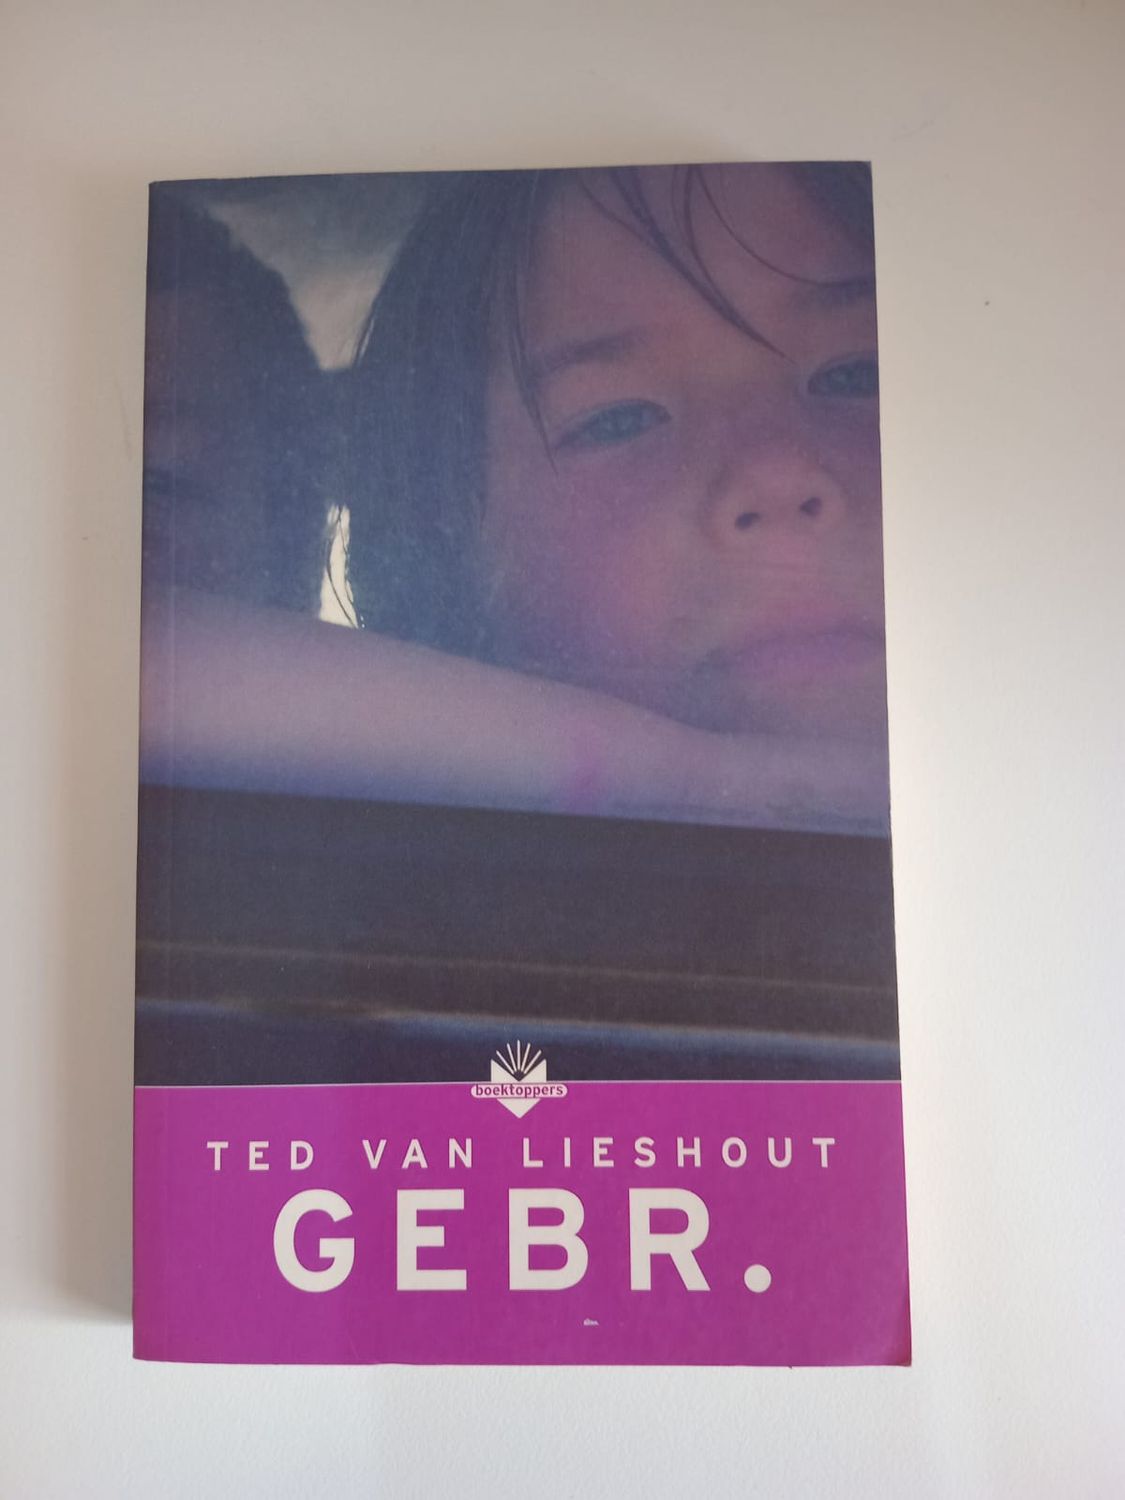 boektoppers
TED VAN LIESHOUT
GEBR.